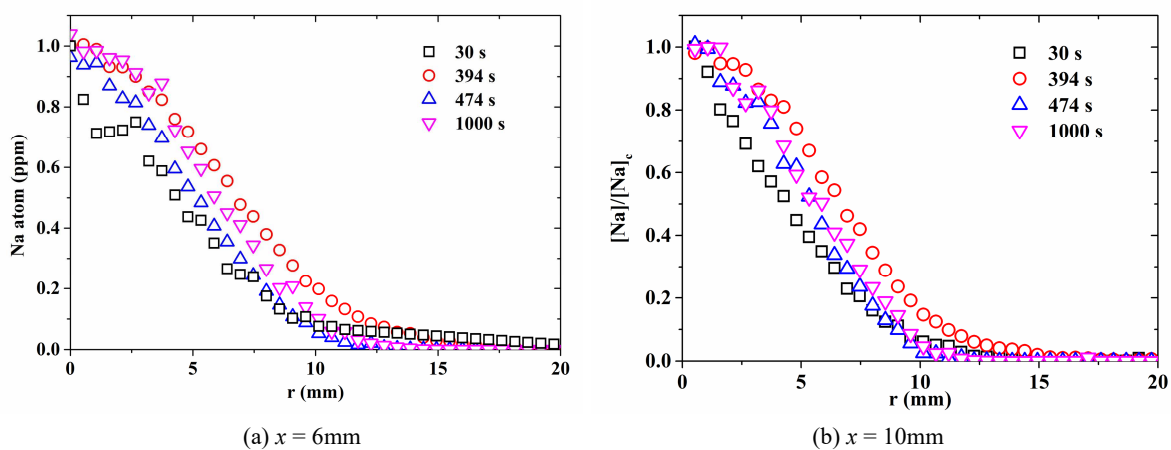 1.0
0.8
0.6
0.4
0.2
0.0
Na atom (ppm)
30 s
394 s
474 s
1000 s
0 5 10 15 20
r (mm)
(a) x = 6mm
1.0
0.8
0.6
0.4
0.2
0.0
[Na]/[Na]c
30 s
394 s
474 s
1000 s
0 5 10 15 20
r (mm)
(b) x = 10mm